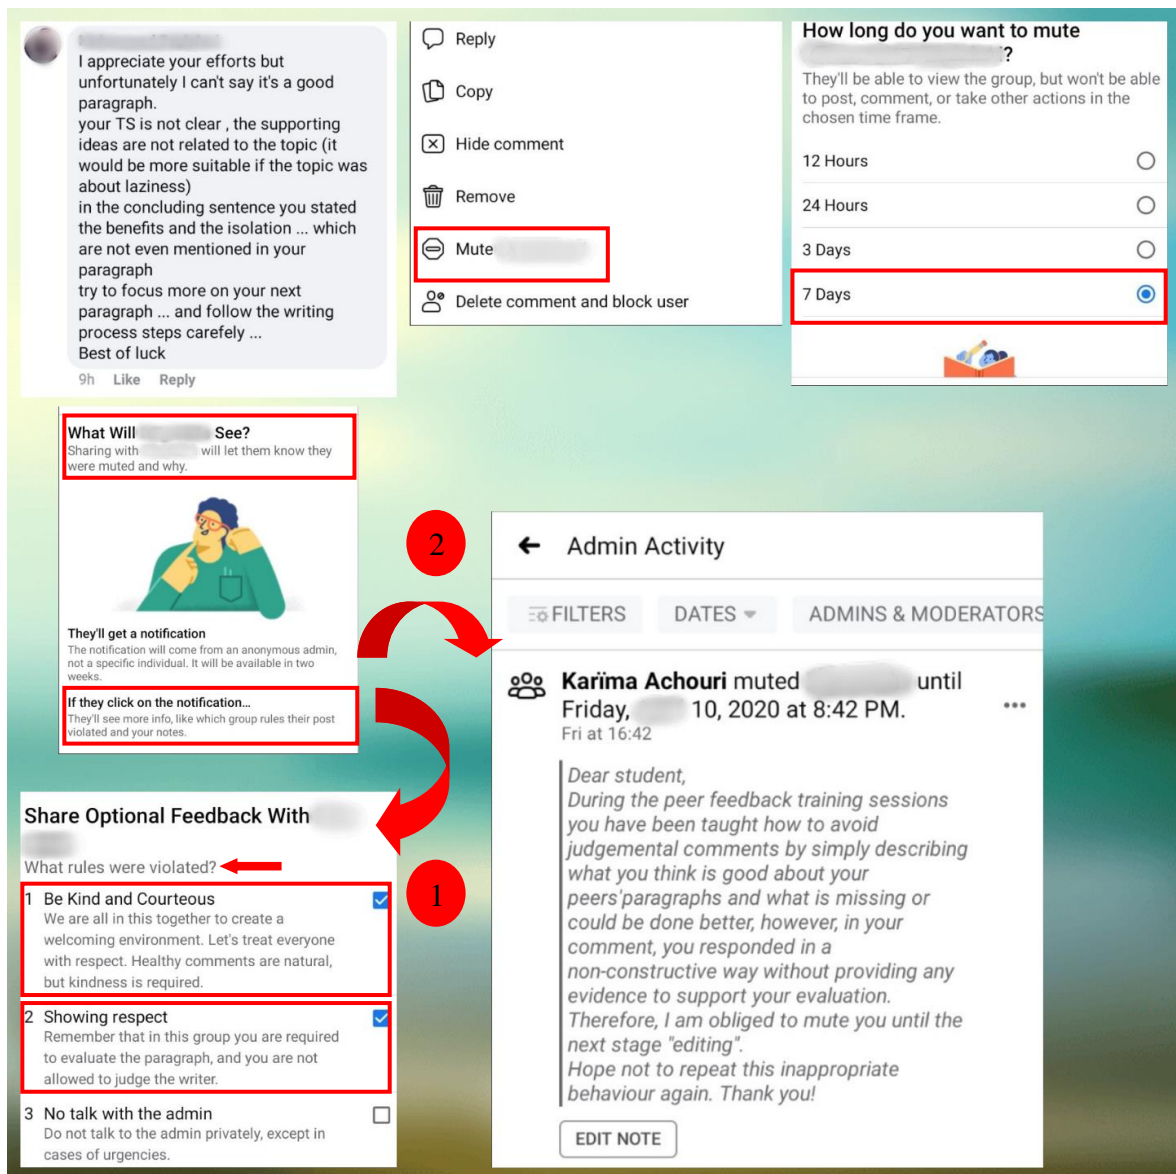 I appreciate your efforts but
unfortunately I can't say it's a good
paragraph.
your TS is not clear , the supporting
ideas are not related to the topic (it
would be more suitable if the topic was
about laziness)
in the concluding sentence you stated
the benefits and the isolation ... which
are not even mentioned in your
paragraph
try to focus more on your next
paragraph ... and follow the writing
process steps carefely ...
Best of luck
9h Like Reply
Reply
Copy
Hide comment
Remove
Mute
Delete comment and block user
How long do you want to mute
?
They'll be able to view the group, but won't be able
to post, comment, or take other actions in the
chosen time frame.
12 Hours
24 Hours
3 Days
7 Days
What Will See?
Sharing with will let them know they
were muted and why.
They'll get a notification
The notification will come from an anonymous admin,
not a specific individual. It will be available in two
weeks.
If they click on the notification...
They'll see more info, like which group rules their post
violated and your notes.
2
1
Share Optional Feedback With
What rules were violated?
1 Be Kind and Courteous
We are all in this together to create a
welcoming environment. Let's treat everyone
with respect. Healthy comments are natural,
but kindness is required.
2 Showing respect
Remember that in this group you are required
to evaluate the paragraph, and you are not
allowed to judge the writer.
3 No talk with the admin
Do not talk to the admin privately, except in
cases of urgencies.
Admin Activity
FILTERS DATES ADMINS & MODERATORS
Karïma Achouri muted until
Friday, 10, 2020 at 8:42 PM.
Fri at 16:42
Dear student,
During the peer feedback training sessions
you have been taught how to avoid
judgemental comments by simply describing
what you think is good about your
peers'paragraphs and what is missing or
could be done better, however, in your
comment, you responded in a
non-constructive way without providing any
evidence to support your evaluation.
Therefore, I am obliged to mute you until the
next stage "editing".
Hope not to repeat this inappropriate
behaviour again. Thank you!
EDIT NOTE